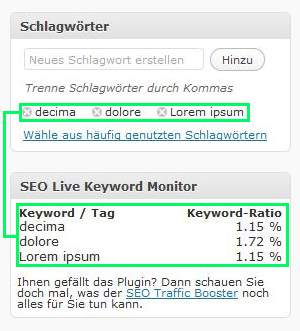 Schlagwörter
Neues Schlagwort erstellen Hinzu
Trenne Schlagwörter durch Kommas
decima dolore Lorem ipsum
Wähle aus häufig genutzten Schlagwörtern
SEO Live Keyword Monitor
Keyword / Tag Keyword-Ratio
decima 1.15 %
dolore 1.72 %
Lorem ipsum 1.15 %
Ihnen gefällt das Plugin? Dann schauen Sie
doch mal, was der SEO Traffic Booster noch
alles für Sie tun kann.